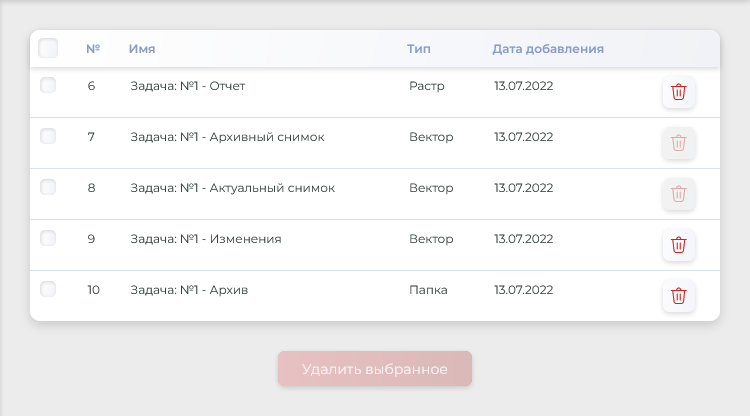 № Имя Тип Дата добавления
6 Задача: №1 - Отчет Растр 13.07.2022
7 Задача: №1 - Архивный снимок Вектор 13.07.2022
8 Задача: №1 - Актуальный снимок Вектор 13.07.2022
9 Задача: №1 - Изменения Вектор 13.07.2022
10 Задача: №1 - Архив Папка 13.07.2022
Удалить выбранное